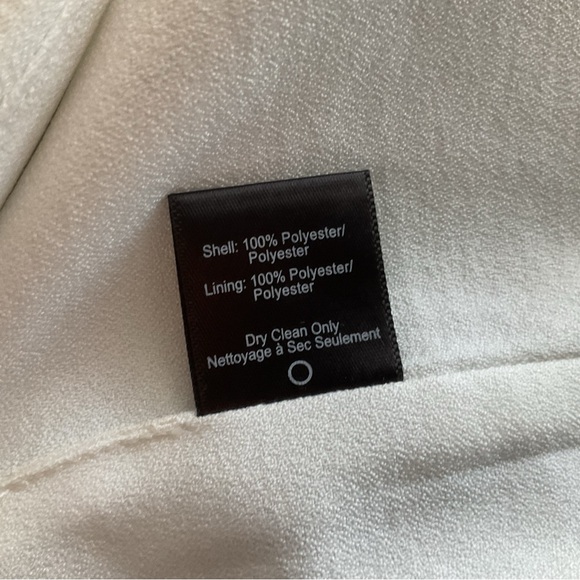 Shell: 100% Polyester/
Polyester
Lining: 100% Polyester/
Polyester
Dry Clean Only
Nettoyage à Sec Seulement